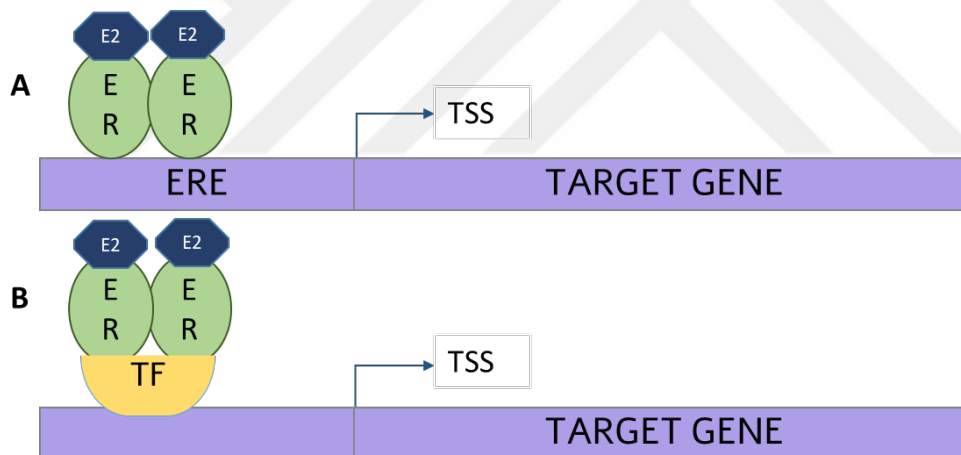 E2 E2
A
E E
R R
TSS
ERE TARGET GENE
E2 E2
B
E E
R R
TF
TSS
TARGET GENE